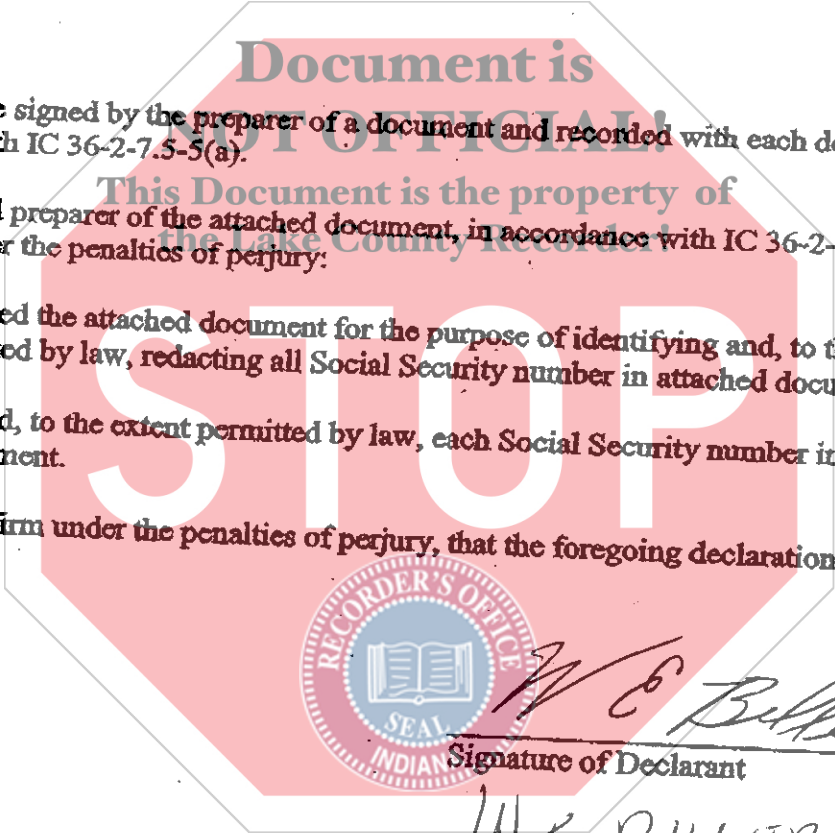 Document is
e signed by the preparer of a document and recorded with each do
NOT OFFICIAL!
h IC 36-2-7.5-5(a).
This Document is the property of
preparer of the attached document, in accordance with IC 36-2-
the Lake County Recorder!
r the penalties of perjury:
ed the attached document for the purpose of identifying and, to t
ed by law, redacting all Social Security number in attached docu
STOP
d, to the extent permitted by law, each Social Security number in
ment.
irm under the penalties of perjury, that the foregoing declaration
RECORDER'S OFFICE
SEAL
INDIANA
W E
Signature of Declarant